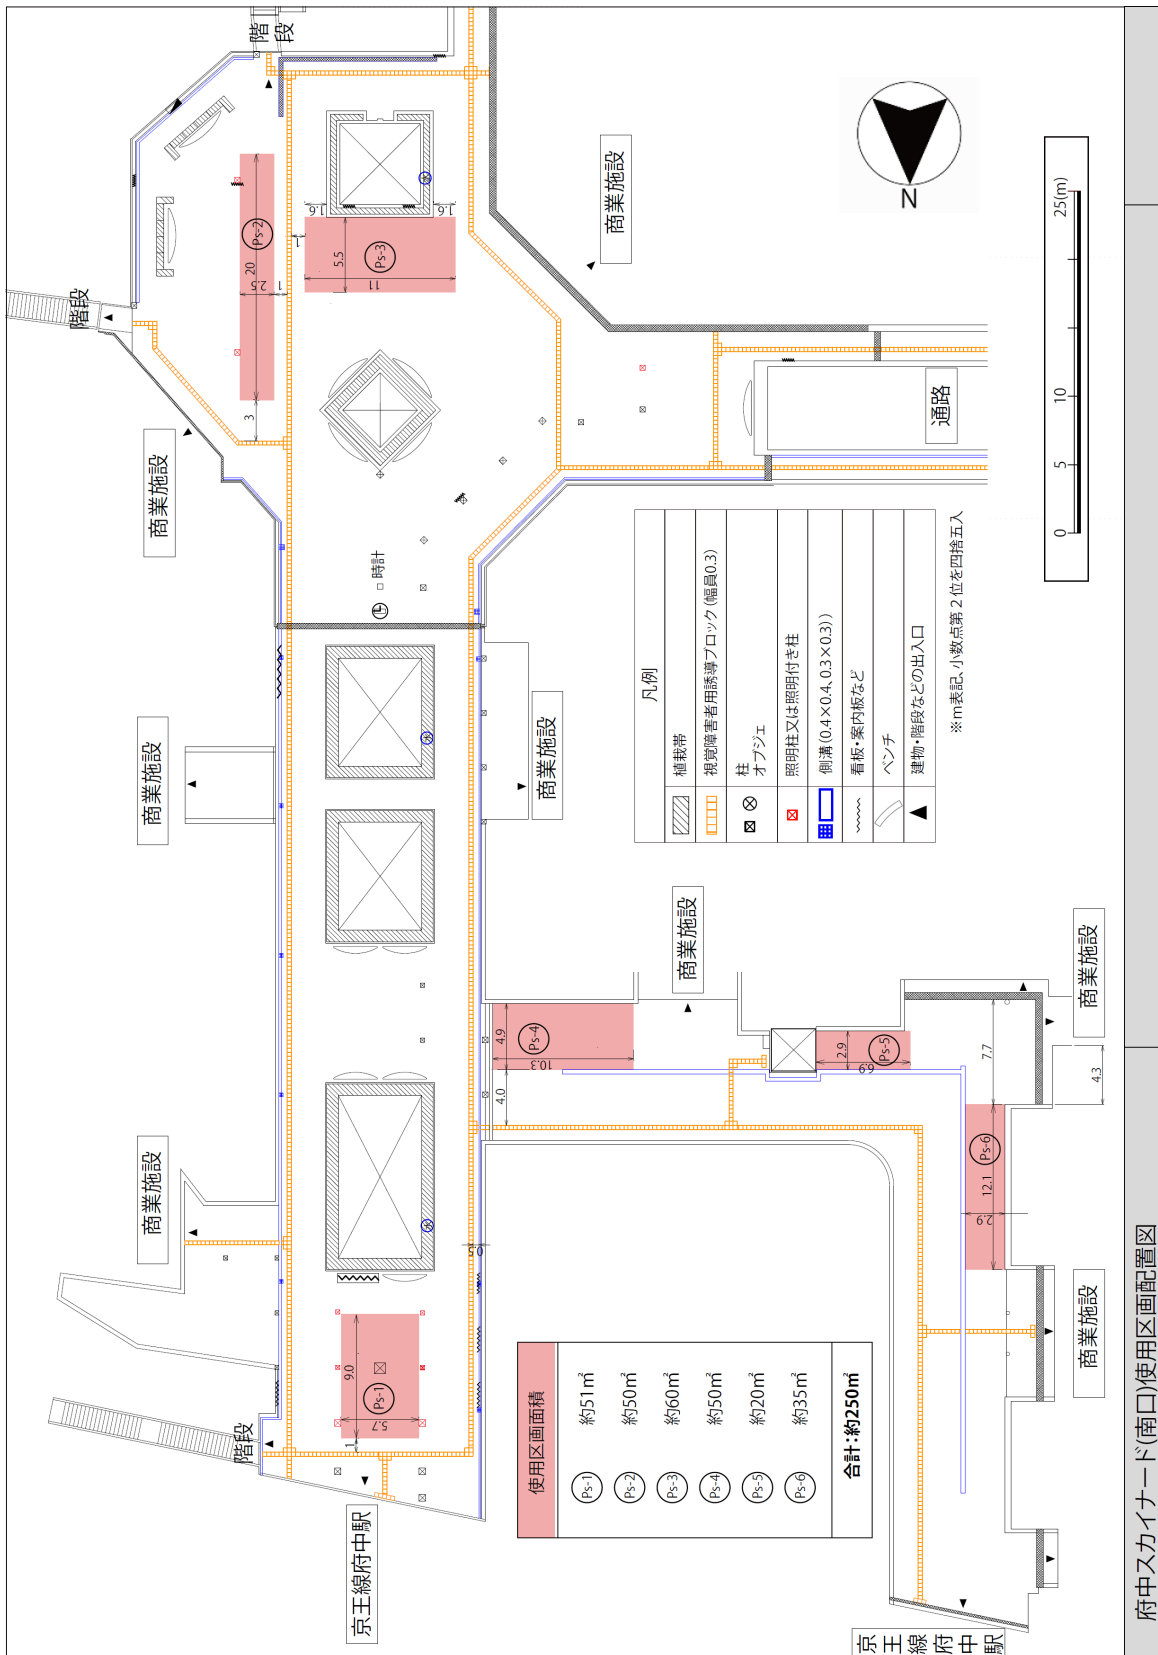 府中スカイナード(南口)使用区画配置図
階段
階段
階段
商業施設
商業施設
商業施設
商業施設
商業施設
商業施設
商業施設
商業施設
通路
京王線府中駅
京王線府中駅
時計
水
水
水
N
Ps-1
9.0
5.7
1
Ps-2
20
2.5
1
3
Ps-3
5.5
11
1.6
1.6
1
Ps-4
4.9
10.3
4.0
Ps-5
2.9
6.9
Ps-6
12.1
2.9
7.7
4.3
0.5
凡例
植栽帯
視覚障害者用誘導ブロック(幅員0.3)
柱
オブジェ
照明柱又は照明付き柱
側溝(0.4×0.4、0.3×0.3))
看板・案内板など
ベンチ
建物・階段などの出入口
※m表記、小数点第2位を四捨五入
0 5 10 25(m)
使用区画面積
Ps-1 約51㎡
Ps-2 約50㎡
Ps-3 約60㎡
Ps-4 約50㎡
Ps-5 約20㎡
Ps-6 約35㎡
合計:約250㎡